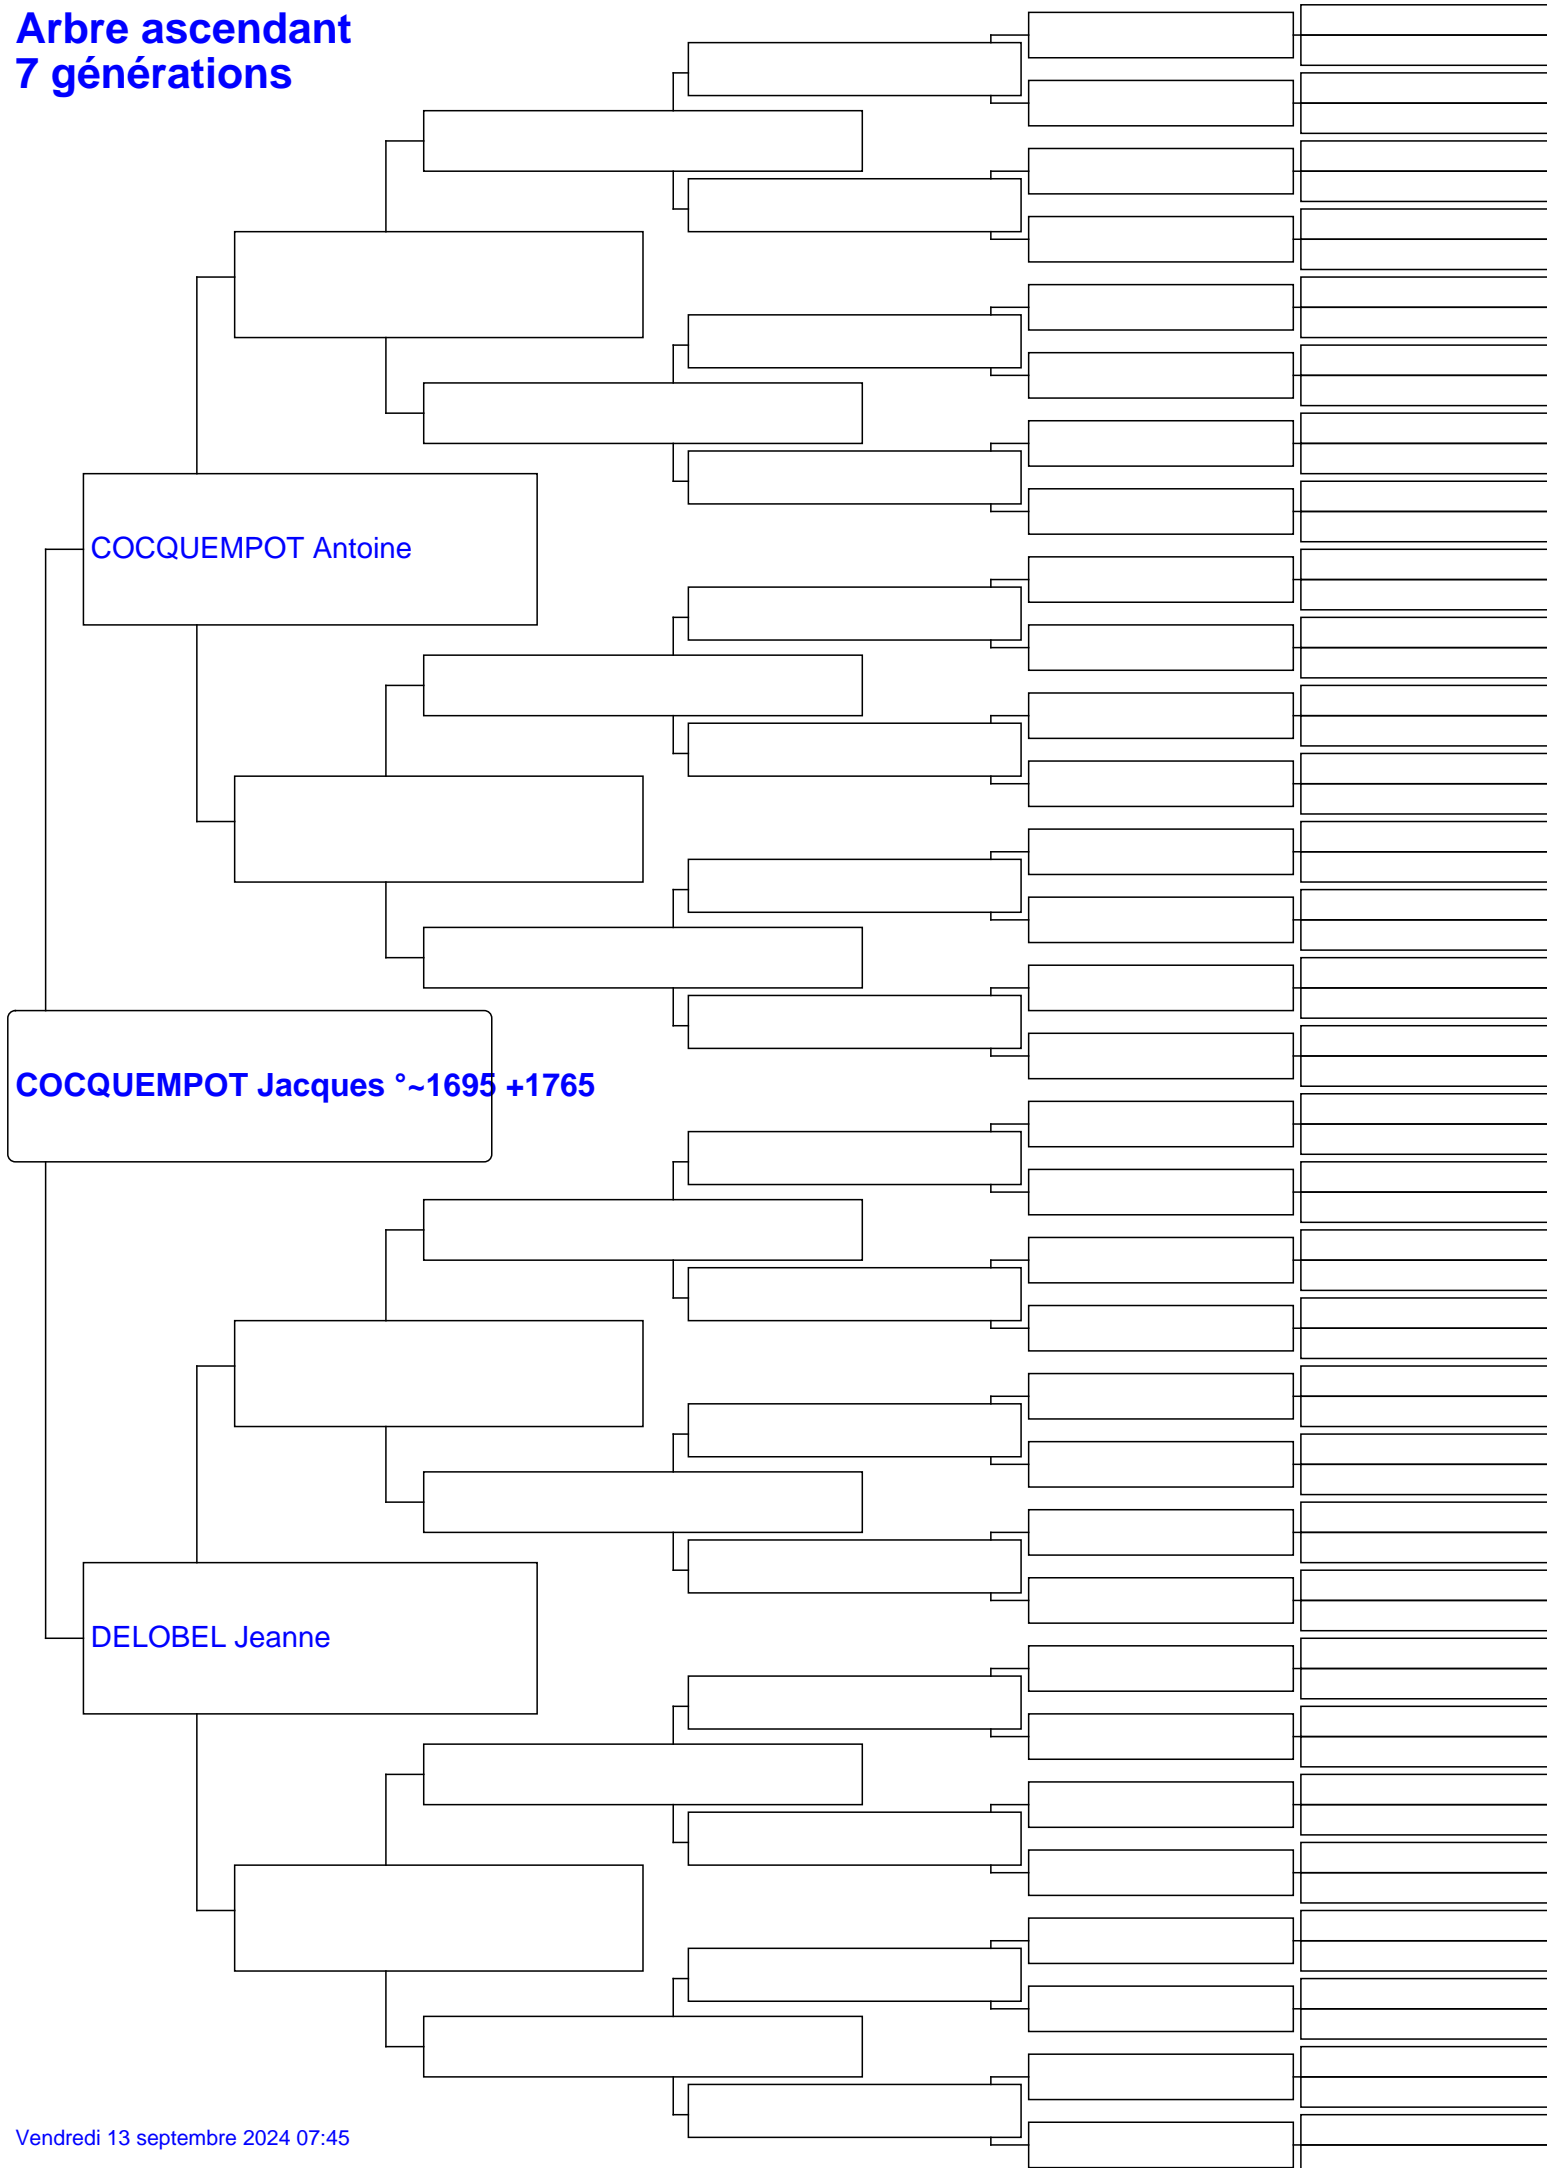 Arbre ascendant
7 générations
COCQUEMPOT Antoine
COCQUEMPOT Jacques °~1695 +1765
DELOBEL Jeanne
Vendredi 13 septembre 2024 07:45